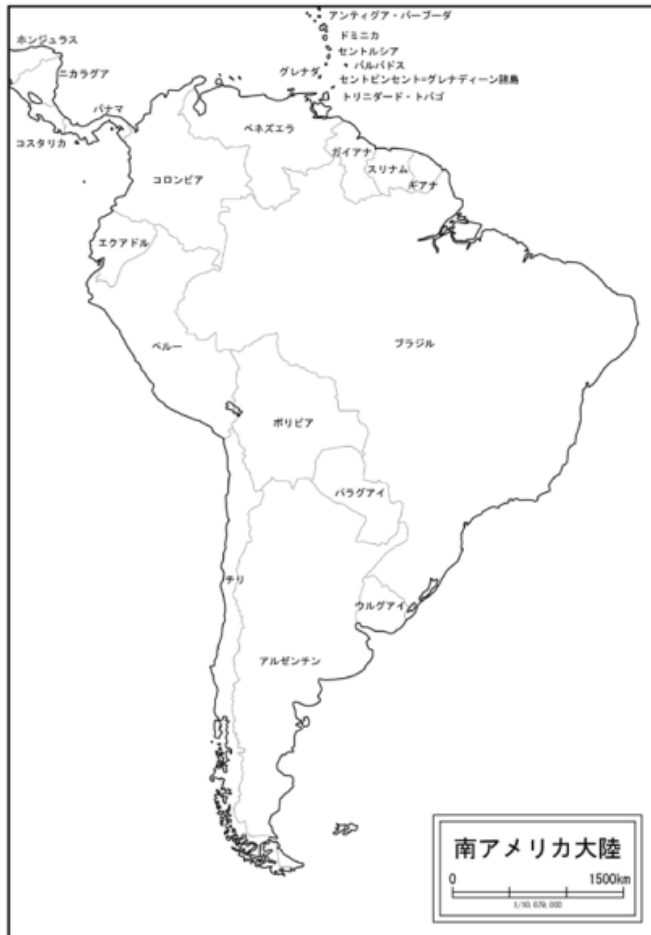 アンティグア・バーブーダ
ドミニカ
セントルシア
バルバドス
グレナダ
セントビンセント=グレナディーン諸島
トリニダード・トバゴ
ホンジュラス
ニカラグア
パナマ
コスタリカ
ベネズエラ
ガイアナ
スリナム
ギアナ
コロンビア
エクアドル
ペルー
ブラジル
ボリビア
パラグアイ
チリ
ウルグアイ
アルゼンチン
南アメリカ大陸
0 1500km